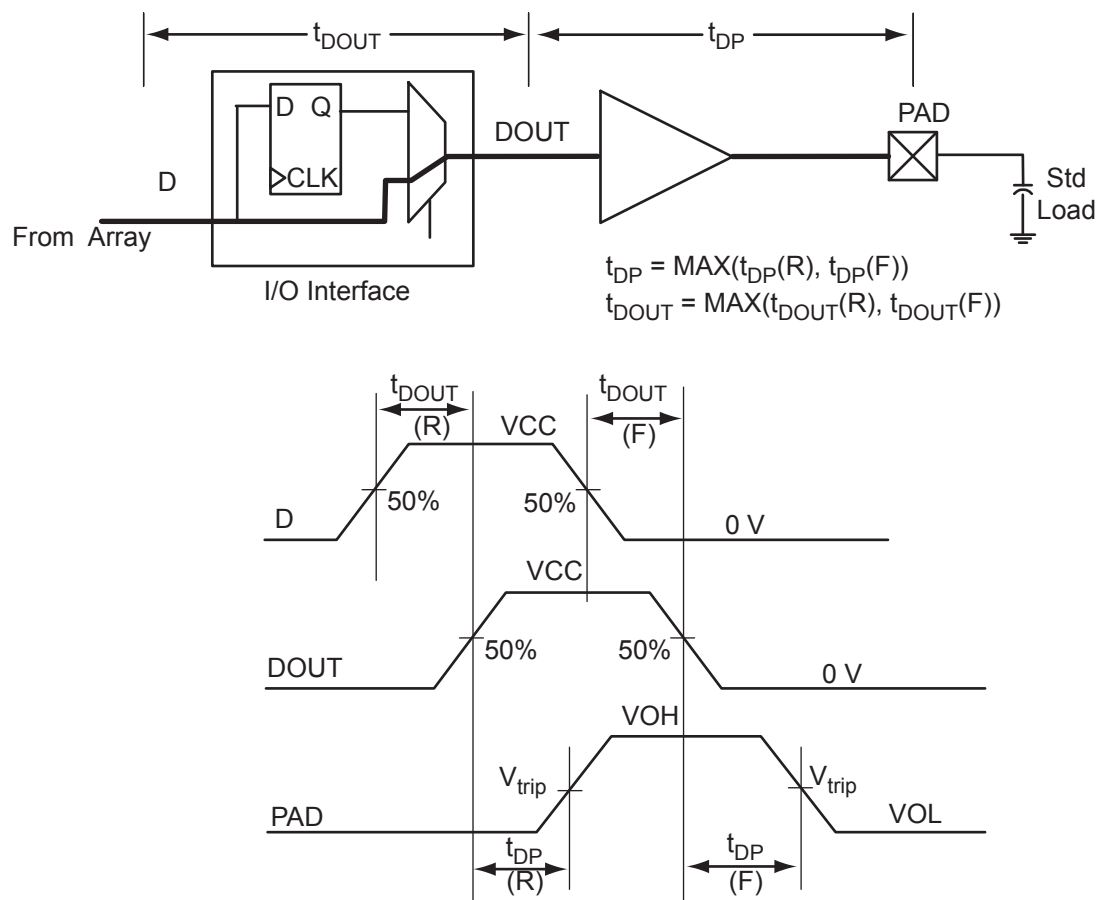 tDOUT
tDP
D Q
CLK
D
From Array
I/O Interface
DOUT
PAD
Std
Load
tDP = MAX(tDP(R), tDP(F))
tDOUT = MAX(tDOUT(R), tDOUT(F))
tDOUT
(R)
tDOUT
(F)
VCC
50%
50%
D
0 V
VCC
50%
50%
DOUT
0 V
VOH
Vtrip
Vtrip
PAD
VOL
tDP
(R)
tDP
(F)